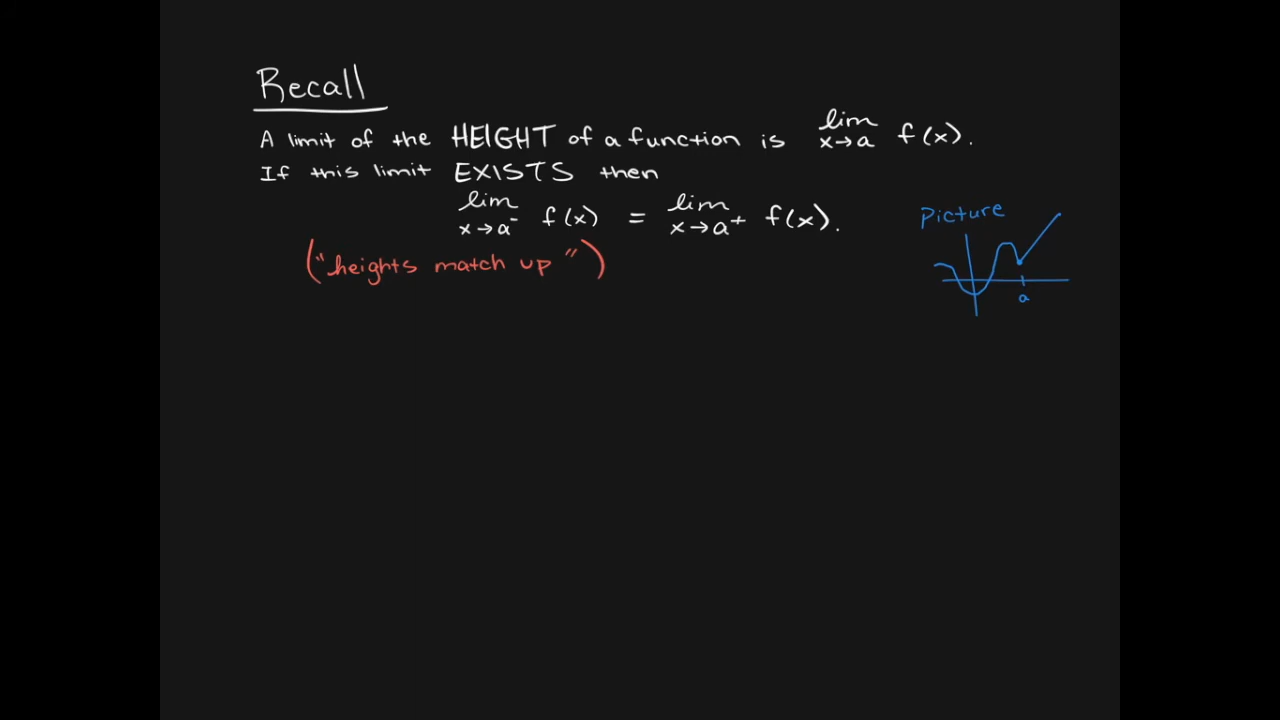 Recall
A limit of the HEIGHT of a function is lim x→a f(x).
If this limit EXISTS then
lim x→a⁻ f(x) = lim x→a⁺ f(x).
("heights match up")
Picture
a